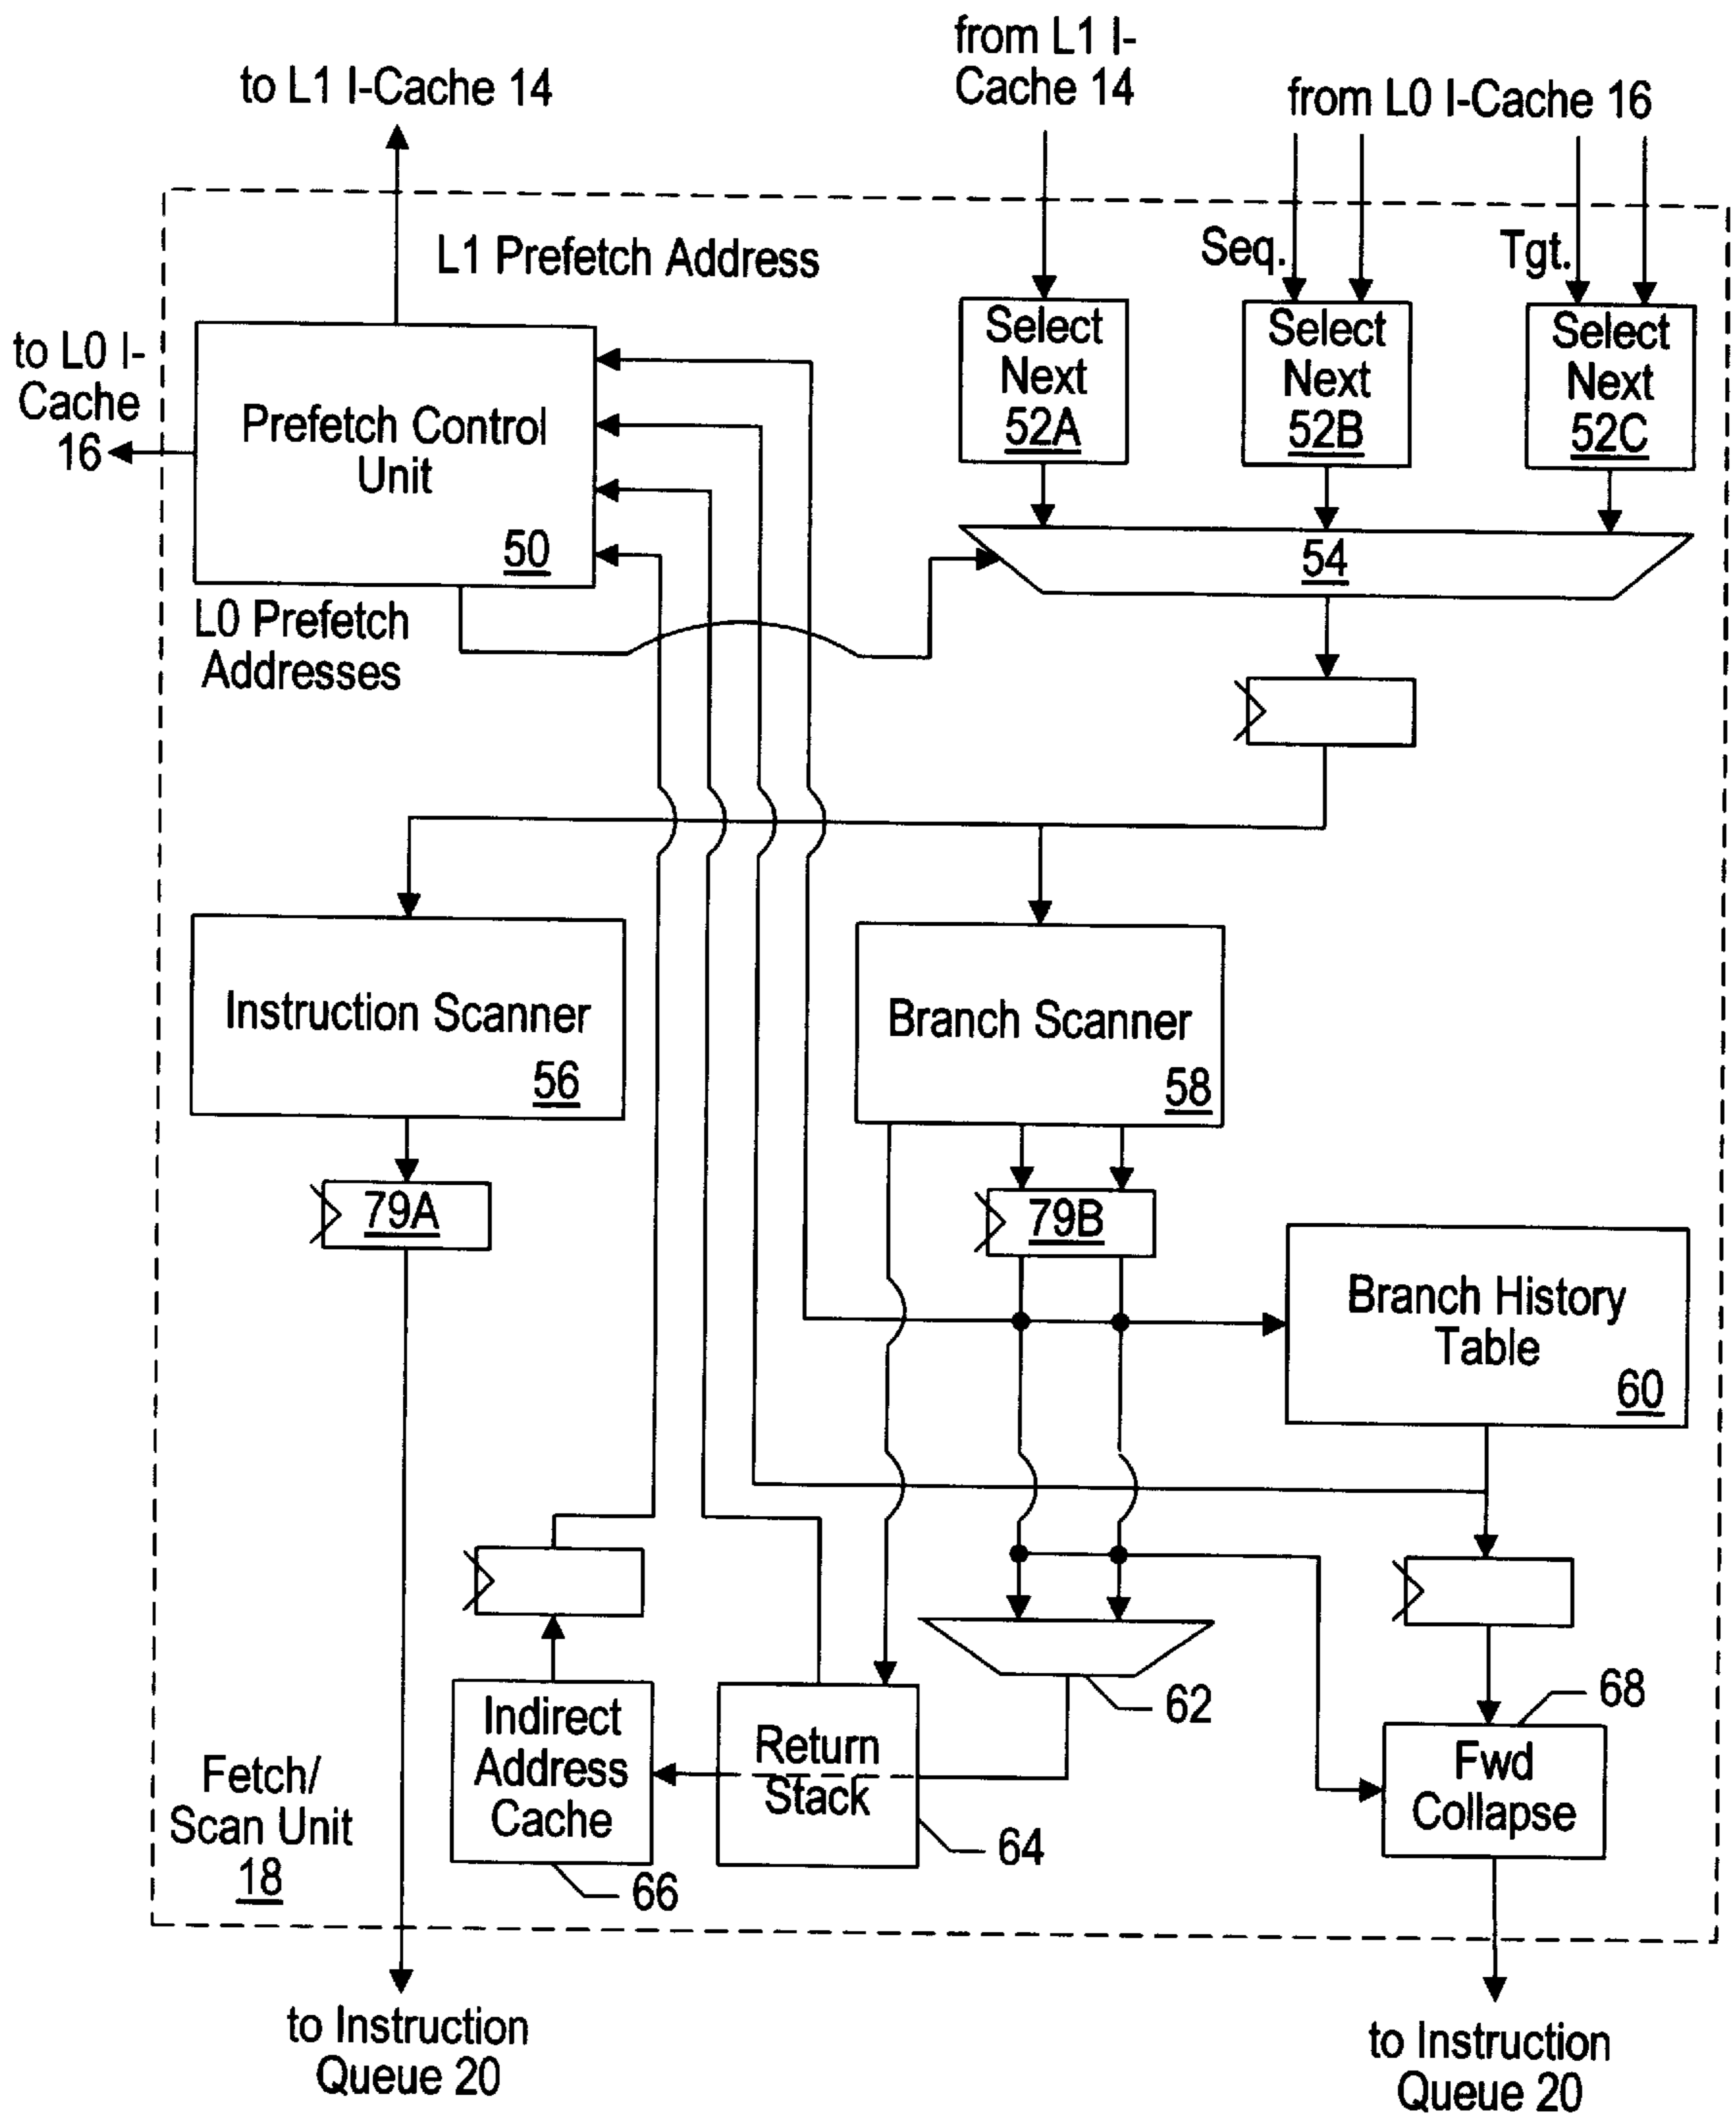 from L1 I-
Cache 14
to L1 I-Cache 14
from L0 I-Cache 16
L1 Prefetch Address
Seq.
Tgt.
to L0 I-
Cache
16
Prefetch Control
Unit
50
Select
Next
52A
Select
Next
52B
Select
Next
52C
54
L0 Prefetch
Addresses
Instruction Scanner
56
Branch Scanner
58
79A
79B
Branch History
Table
60
62
68
Indirect
Address
Cache
66
Return
Stack
64
Fwd
Collapse
Fetch/
Scan Unit
18
to Instruction
Queue 20
to Instruction
Queue 20